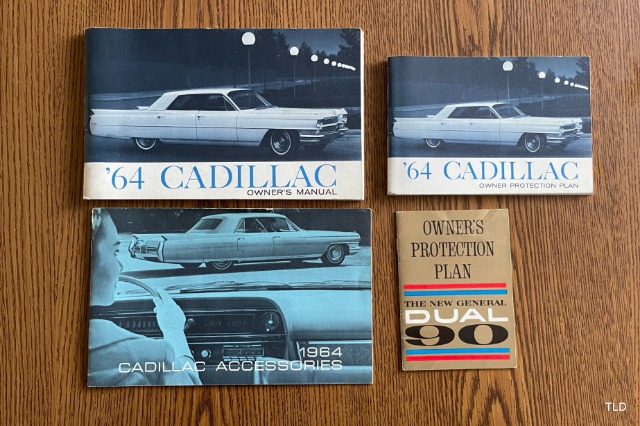 '64 CADILLAC
OWNER'S MANUAL
'64 CADILLAC
OWNER PROTECTION PLAN
1964
CADILLAC ACCESSORIES
OWNER'S
PROTECTION
PLAN
THE NEW GENERAL
DUAL
90
TLD